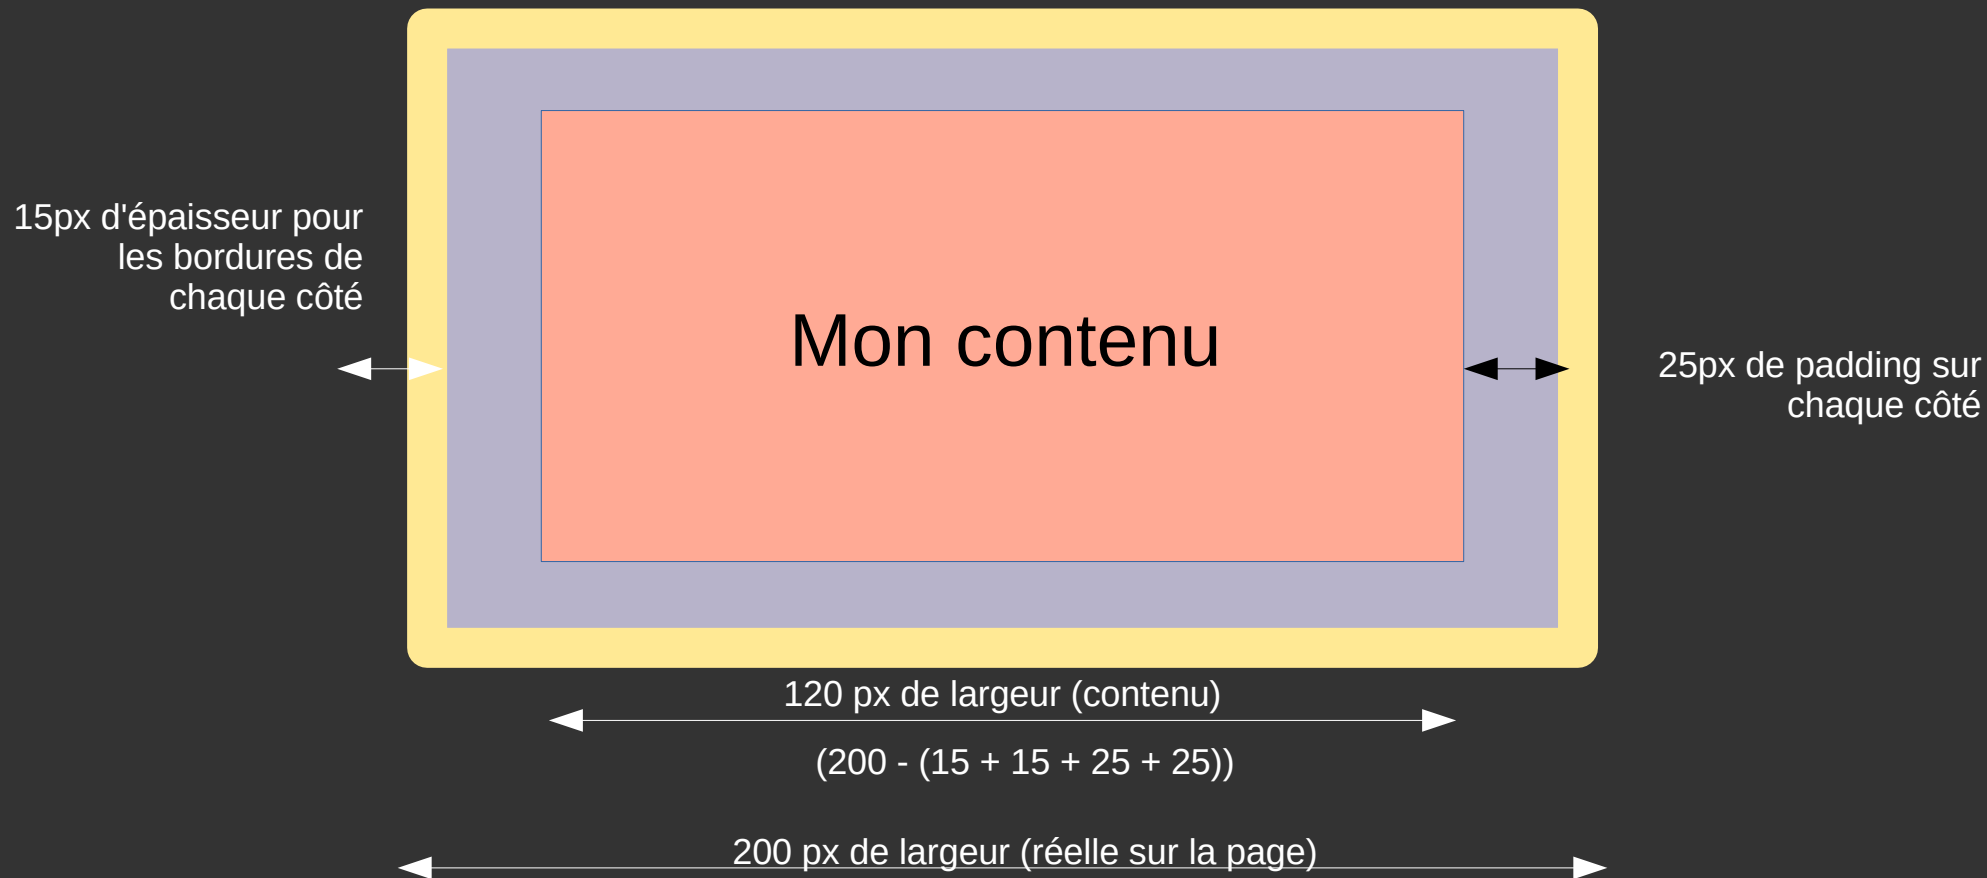 15px d'épaisseur pour
les bordures de
chaque côté
Mon contenu
25px de padding sur
chaque côté
120 px de largeur (contenu)
(200 - (15 + 15 + 25 + 25))
200 px de largeur (réelle sur la page)